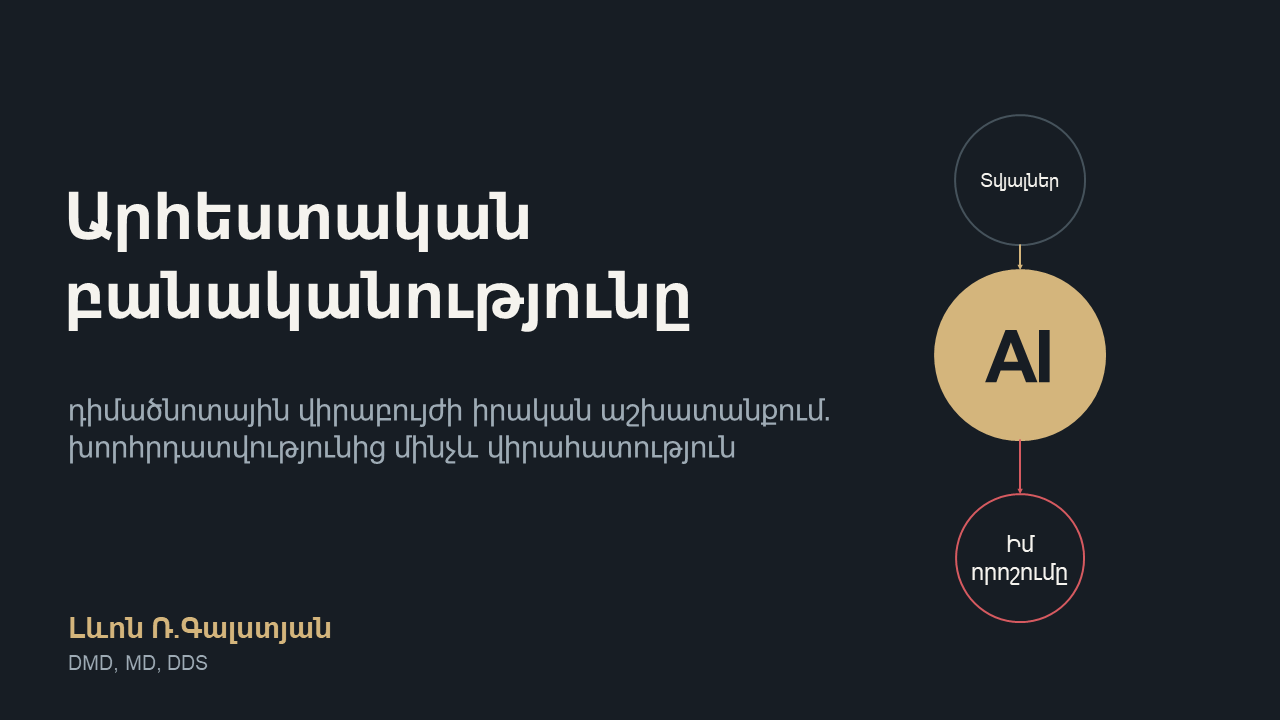 Արհեստական
բանականությունը
դիմածնոտային վիրաբույժի իրական աշխատանքում.
խորհրդատվությունից մինչև վիրահատություն
Լևոն Ռ.Գալստյան
DMD, MD, DDS
Տվյալներ
AI
Իմ
որոշումը